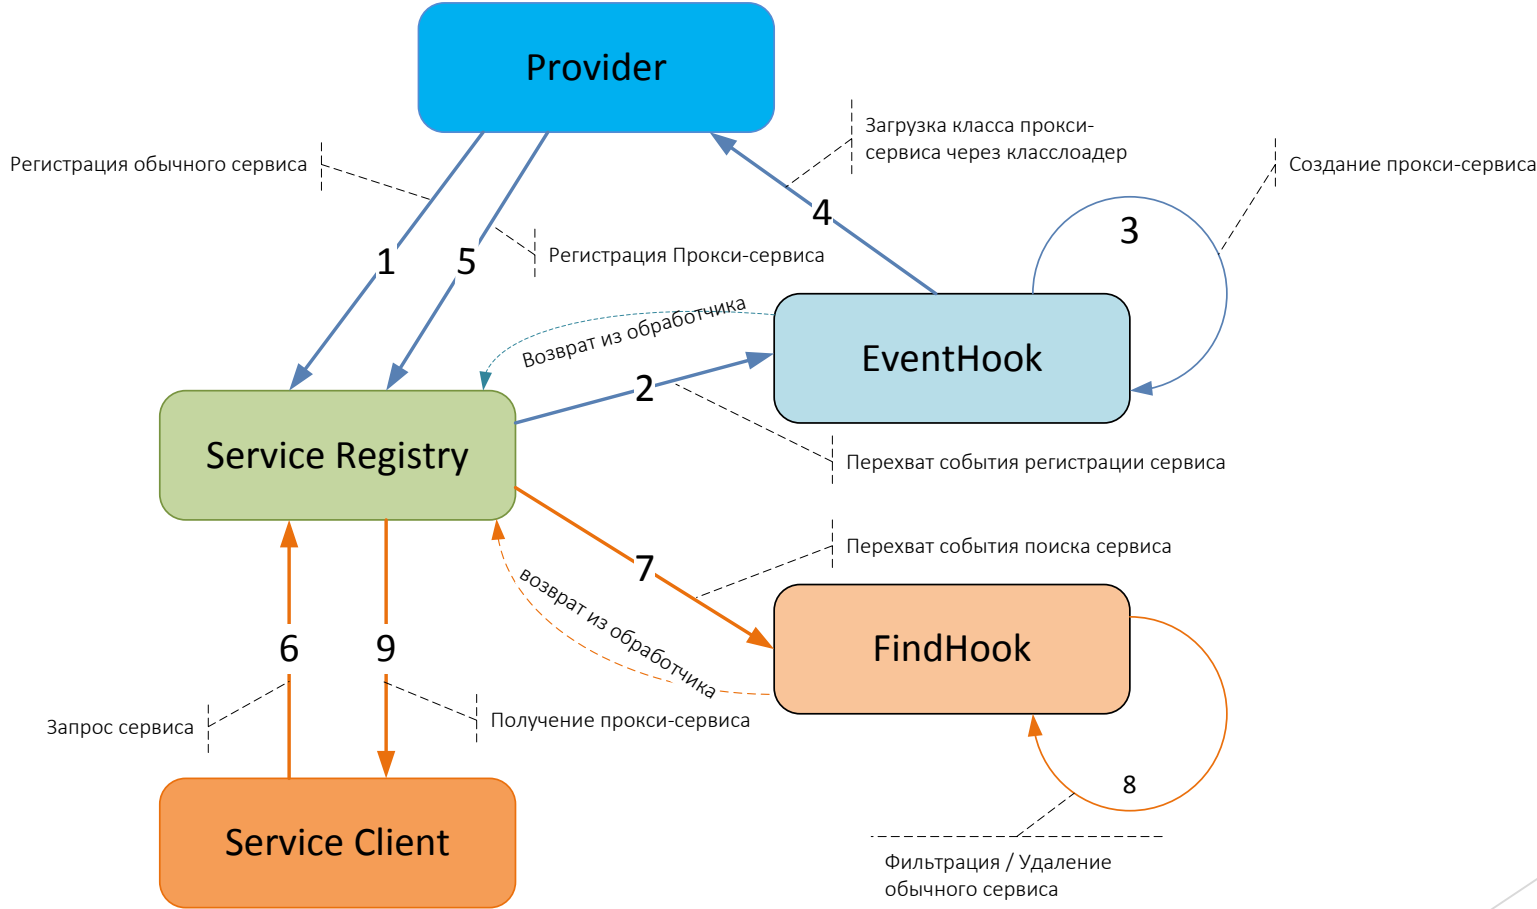 Provider
Загрузка класса прокси-
сервиса через класслоадер
Регистрация обычного сервиса
Создание прокси-сервиса
4
3
1
5
Регистрация Прокси-сервиса
Возврат из обработчика
EventHook
2
Service Registry
Перехват события регистрации сервиса
Перехват события поиска сервиса
7
возврат из обработчика
FindHook
6
9
Запрос сервиса
Получение прокси-сервиса
8
Service Client
Фильтрация / Удаление
обычного сервиса